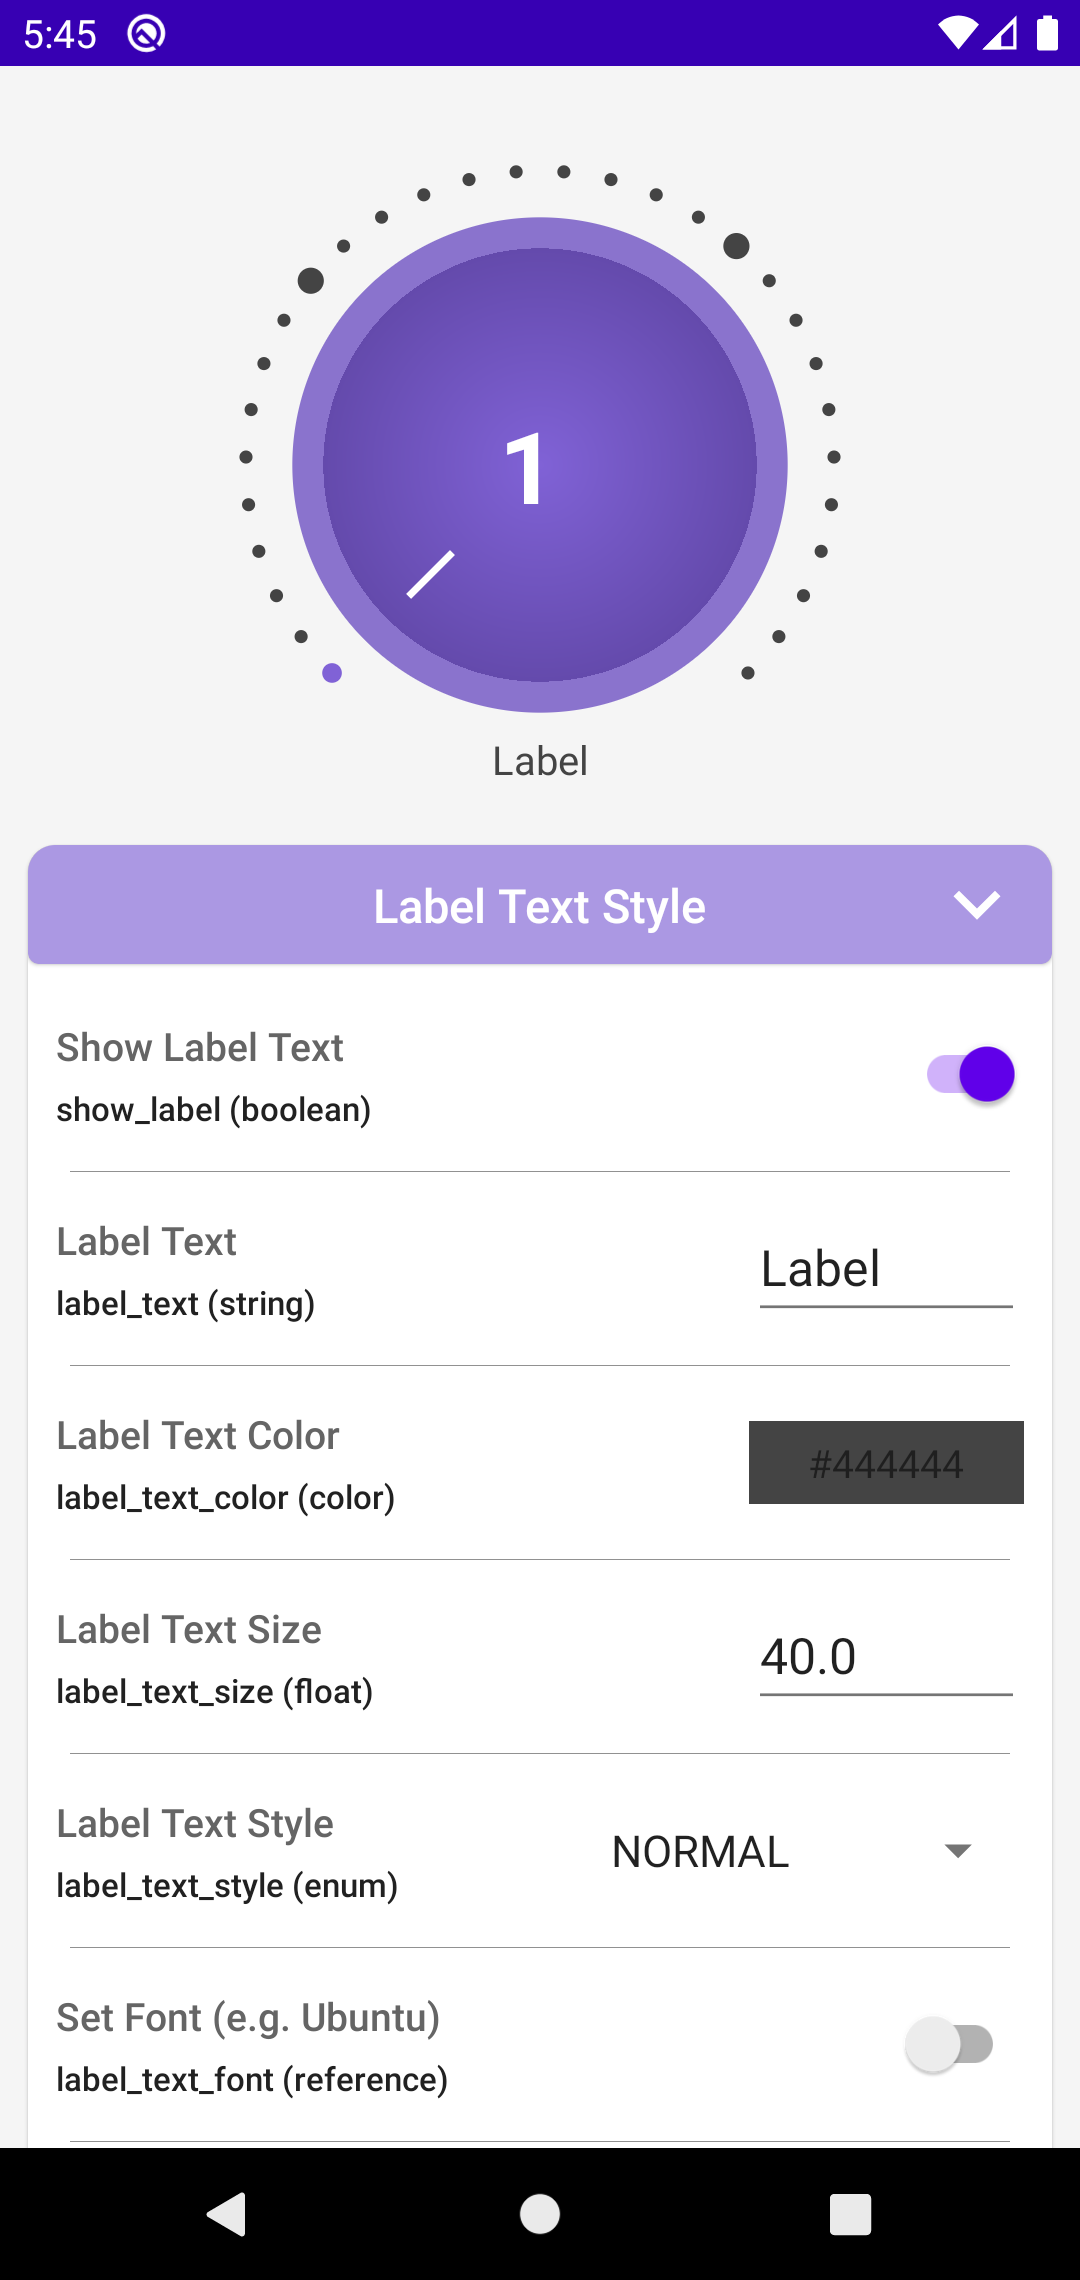 5:45
1
Label
Label Text Style
Show Label Text
show_label (boolean)
Label Text
Label
label_text (string)
Label Text Color
#444444
label_text_color (color)
Label Text Size
40.0
label_text_size (float)
Label Text Style
NORMAL
label_text_style (enum)
Set Font (e.g. Ubuntu)
label_text_font (reference)